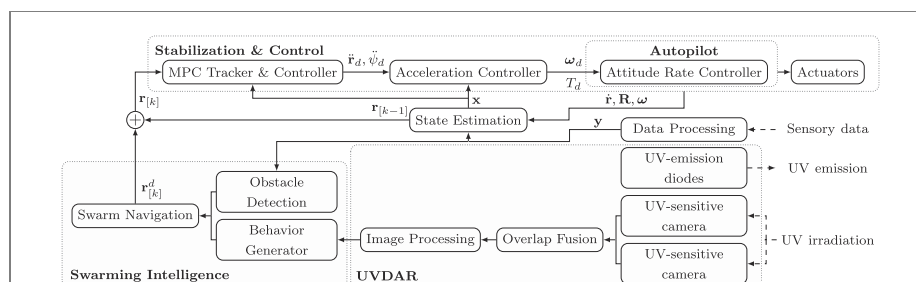 Stabilization & Control
Autopilot
MPC Tracker & Controller
r̈_d, ψ̈_d
Acceleration Controller
ω_d
T_d
Attitude Rate Controller
Actuators
r_[k]
x
ṙ, R, ω
r_[k−1]
State Estimation
y
Data Processing
Sensory data
UV-emission
diodes
UV emission
r^d_[k]
Obstacle
Detection
Swarm Navigation
Behavior
Generator
Image Processing
Overlap Fusion
UV-sensitive
camera
UV irradiation
UV-sensitive
camera
Swarming Intelligence
UVDAR